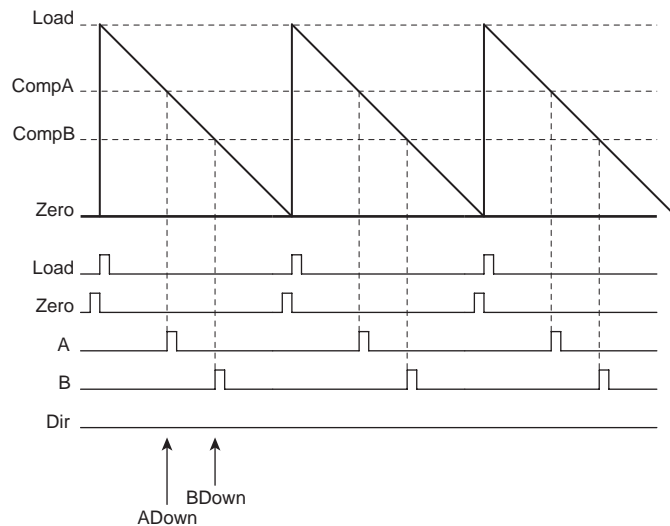 Load
CompA
CompB
Zero
Load
Zero
A
B
Dir
BDown
ADown